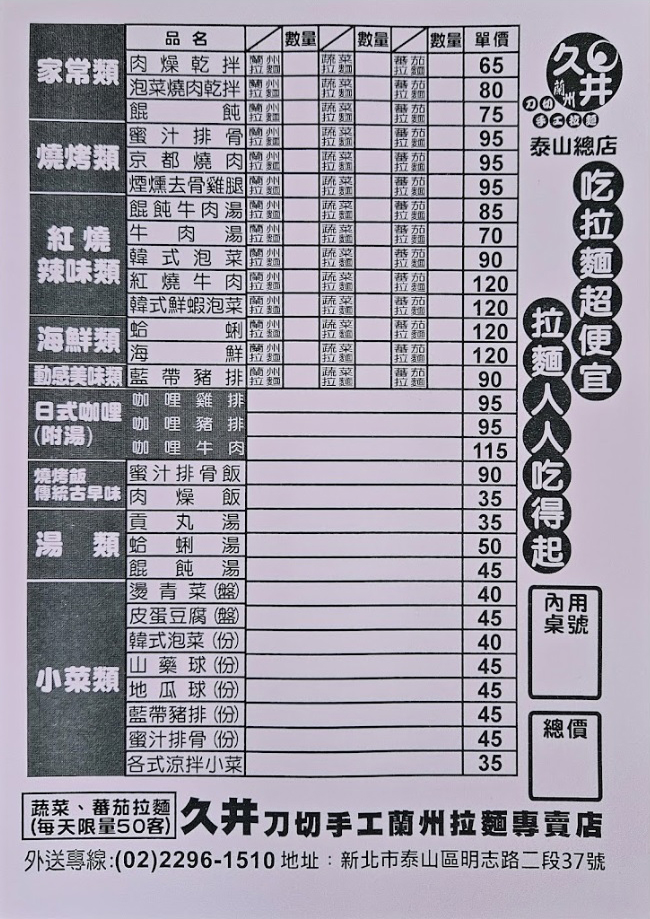 品名 數量 數量 數量 單價
家常類
肉燥乾拌 蘭州拉麵 蔬菜拉麵 蕃茄拉麵 65
泡菜燒肉乾拌 蘭州拉麵 蔬菜拉麵 蕃茄拉麵 80
餛飩 蘭州拉麵 蔬菜拉麵 蕃茄拉麵 75
燒烤類
蜜汁排骨 蘭州拉麵 蔬菜拉麵 蕃茄拉麵 95
京都燒肉 蘭州拉麵 蔬菜拉麵 蕃茄拉麵 95
煙燻去骨雞腿 蘭州拉麵 蔬菜拉麵 蕃茄拉麵 95
紅燒辣味類
餛飩牛肉湯 蘭州拉麵 蔬菜拉麵 蕃茄拉麵 85
牛肉湯 蘭州拉麵 蔬菜拉麵 蕃茄拉麵 70
韓式泡菜 蘭州拉麵 蔬菜拉麵 蕃茄拉麵 90
紅燒牛肉 蘭州拉麵 蔬菜拉麵 蕃茄拉麵 120
韓式鮮蝦泡菜 蘭州拉麵 蔬菜拉麵 蕃茄拉麵 120
海鮮類
蛤蜊 蘭州拉麵 蔬菜拉麵 蕃茄拉麵 120
海鮮 蘭州拉麵 蔬菜拉麵 蕃茄拉麵 120
動感美味類
藍帶豬排 蘭州拉麵 蔬菜拉麵 蕃茄拉麵 90
日式咖哩
(附湯)
咖哩雞排 95
咖哩豬排 95
咖哩牛肉 115
燒烤飯
傳統古早味
蜜汁排骨飯 90
肉燥飯 35
湯類
貢丸湯 35
蛤蜊湯 50
餛飩湯 45
小菜類
燙青菜(盤) 40
皮蛋豆腐(盤) 45
韓式泡菜(份) 40
山藥球(份) 45
地瓜球(份) 45
藍帶豬排(份) 45
蜜汁排骨(份) 45
各式涼拌小菜 35
久井
蘭州
刀切
手工拉麵
泰山總店
吃拉麵超便宜
拉麵人人吃得起
內用
桌號
總價
蔬菜、蕃茄拉麵
(每天限量50客)
久井刀切手工蘭州拉麵專賣店
外送專線:(02)2296-1510 地址：新北市泰山區明志路二段37號